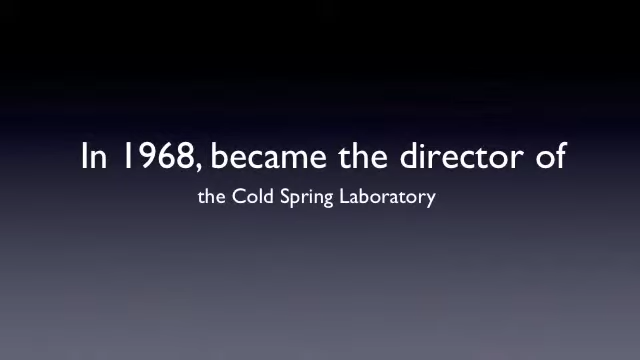 In 1968, became the director of
the Cold Spring Laboratory